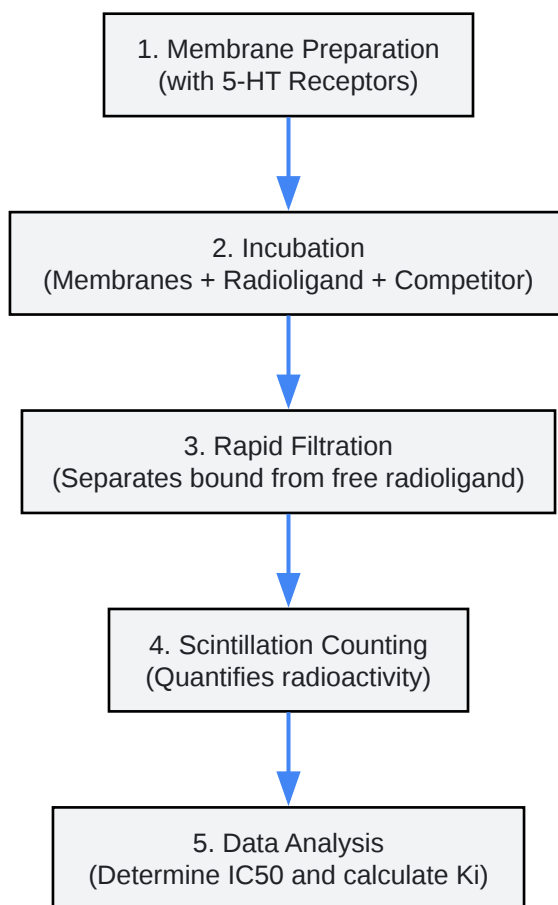 1. Membrane Preparation
(with 5-HT Receptors)
2. Incubation
(Membranes + Radioligand + Competitor)
3. Rapid Filtration
(Separates bound from free radioligand)
4. Scintillation Counting
(Quantifies radioactivity)
5. Data Analysis
(Determine IC50 and calculate Ki)